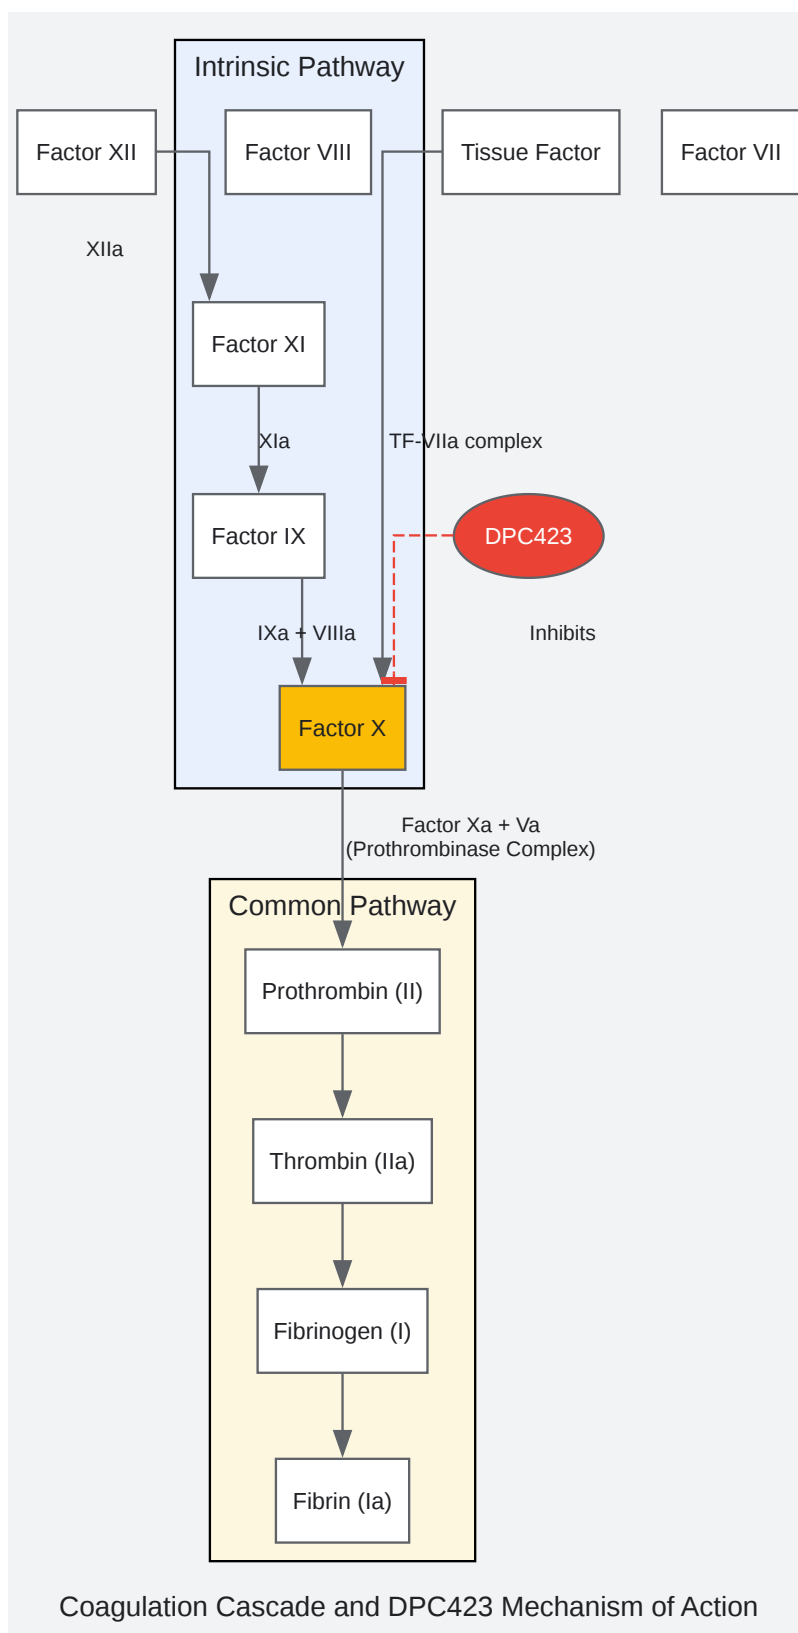 Intrinsic Pathway
Factor XII
Factor VIII
Tissue Factor
Factor VII
XIIa
Factor XI
XIa
TF-VIIa complex
Factor IX
DPC423
IXa + VIIIa
Inhibits
Factor X
Factor Xa + Va
(Prothrombinase Complex)
Common Pathway
Prothrombin (II)
Thrombin (IIa)
Fibrinogen (I)
Fibrin (Ia)
Coagulation Cascade and DPC423 Mechanism of Action